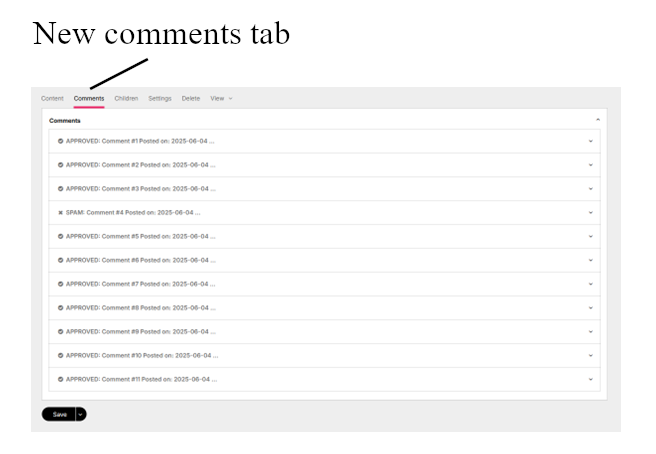 New comments tab
Content Comments Children Settings Delete View
Comments
APPROVED: Comment #1 Posted on: 2025-06-04 ...
APPROVED: Comment #2 Posted on: 2025-06-04 ...
APPROVED: Comment #3 Posted on: 2025-06-04 ...
SPAM: Comment #4 Posted on: 2025-06-04 ...
APPROVED: Comment #5 Posted on: 2025-06-04 ...
APPROVED: Comment #6 Posted on: 2025-06-04 ...
APPROVED: Comment #7 Posted on: 2025-06-04 ...
APPROVED: Comment #8 Posted on: 2025-06-04 ...
APPROVED: Comment #9 Posted on: 2025-06-04 ...
APPROVED: Comment #10 Posted on: 2025-06-04 ...
APPROVED: Comment #11 Posted on: 2025-06-04 ...
Save